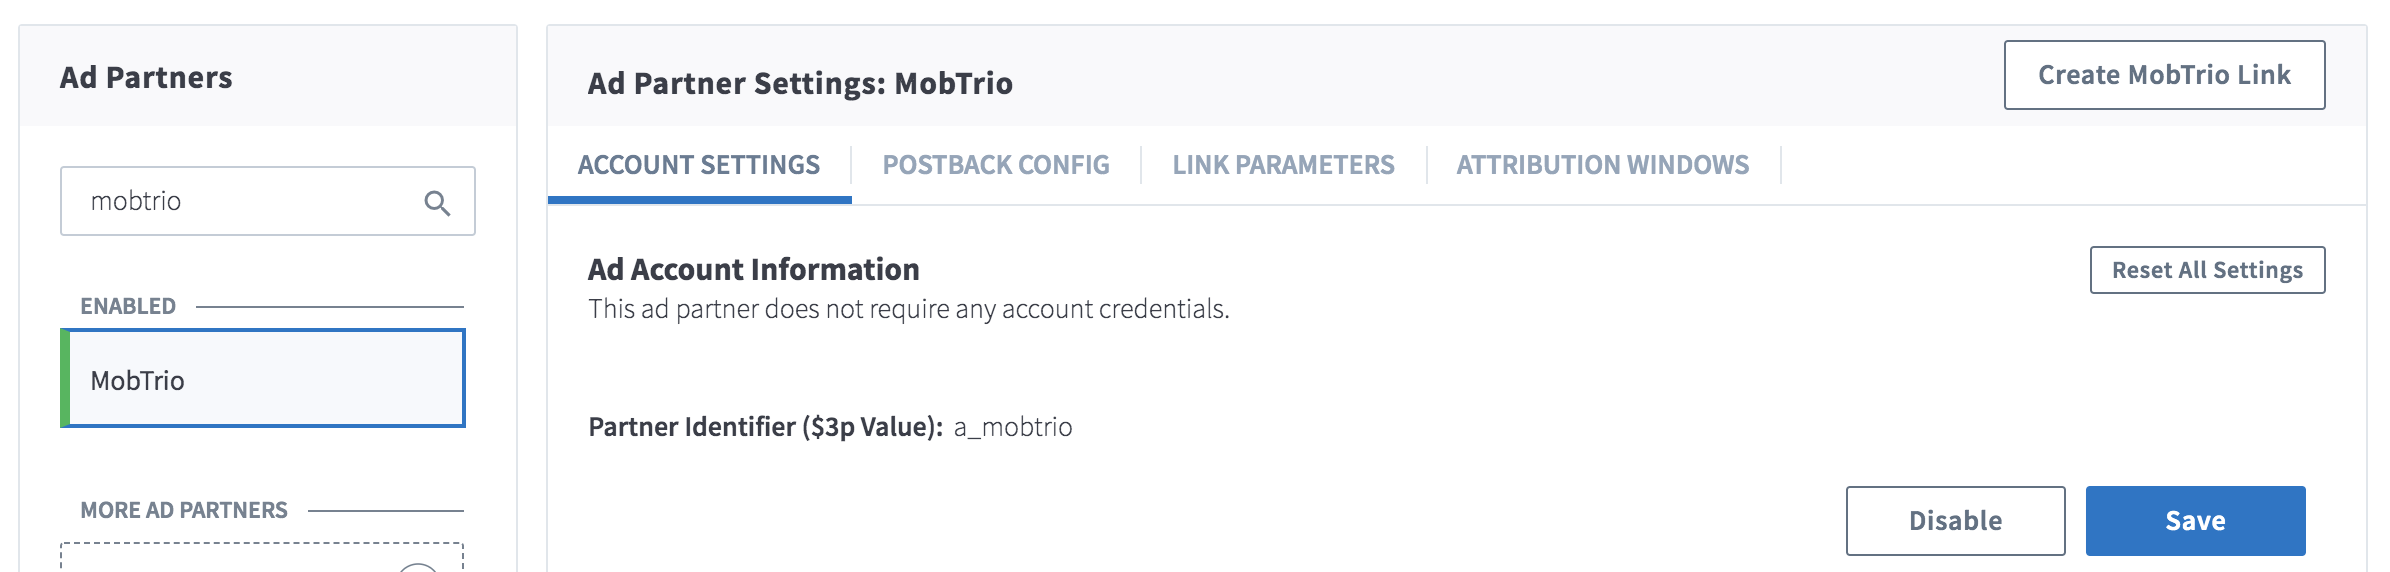 Ad Partners
mobtrio
ENABLED
MobTrio
MORE AD PARTNERS
Ad Partner Settings: MobTrio
Create MobTrio Link
ACCOUNT SETTINGS
POSTBACK CONFIG
LINK PARAMETERS
ATTRIBUTION WINDOWS
Ad Account Information
Reset All Settings
This ad partner does not require any account credentials.
Partner Identifier ($3p Value): a_mobtrio
Disable
Save